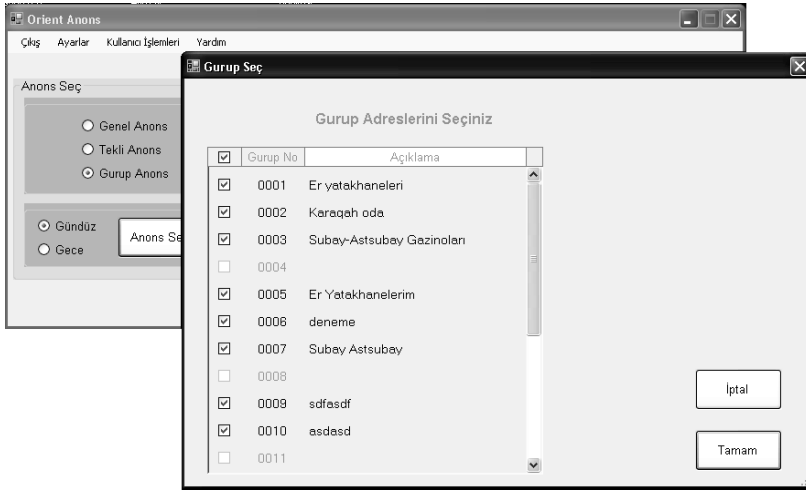 Orient Anons
Çıkış Ayarlar Kullanıcı İşlemleri Yardım
Anons Seç
Genel Anons
Tekli Anons
Gurup Anons
Gündüz
Gece
Anons Se
Gurup Seç
Gurup Adreslerini Seçiniz
Gurup No Açıklama
0001 Er yatakhaneleri
0002 Karaqah oda
0003 Subay-Astsubay Gazinoları
0004
0005 Er Yatakhanelerim
0006 deneme
0007 Subay Astsubay
0008
0009 sdfasdf
0010 asdasd
0011
İptal
Tamam